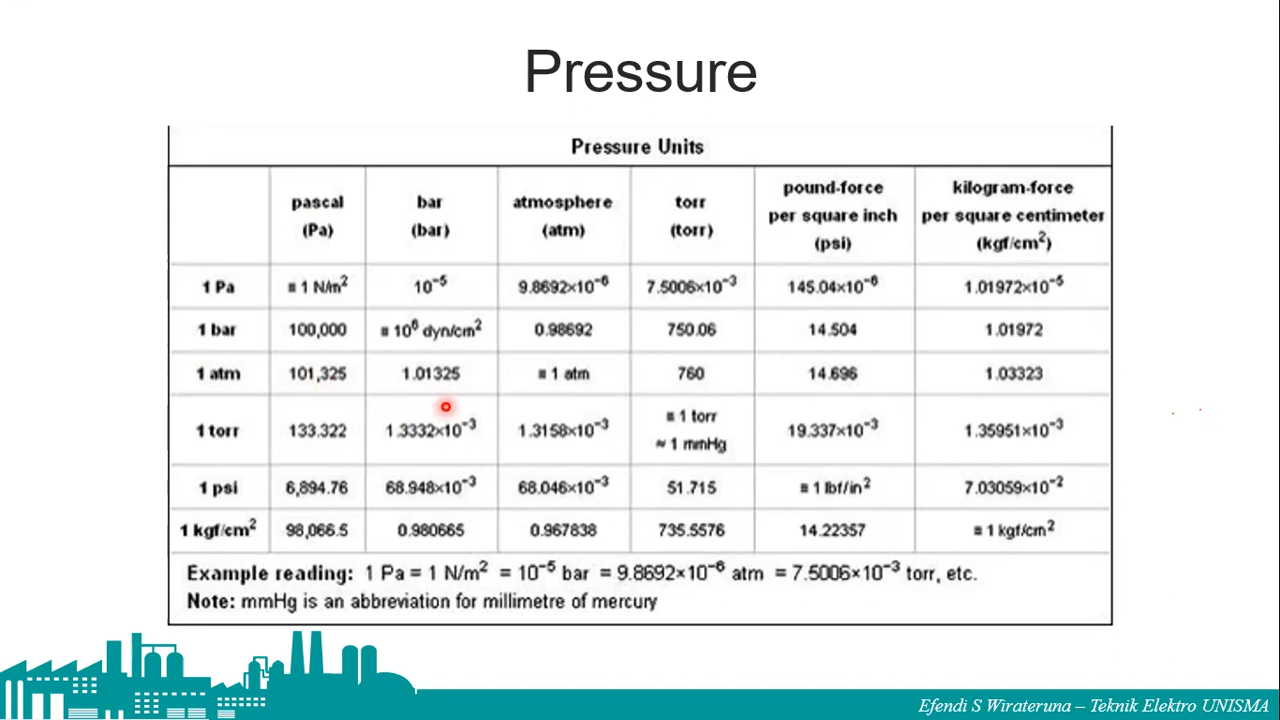 Pressure
Pressure Units
pascal (Pa) bar (bar) atmosphere (atm) torr (torr) pound-force per square inch (psi) kilogram-force per square centimeter (kgf/cm²)
1 Pa ≡ 1 N/m² 10⁻⁵ 9.8692×10⁻⁶ 7.5006×10⁻³ 145.04×10⁻⁶ 1.01972×10⁻⁵
1 bar 100,000 ≡ 10⁶ dyn/cm² 0.98692 750.06 14.504 1.01972
1 atm 101,325 1.01325 ≡ 1 atm 760 14.696 1.03323
1 torr 133.322 1.3332×10⁻³ 1.3158×10⁻³ ≡ 1 torr ≈ 1 mmHg 19.337×10⁻³ 1.35951×10⁻³
1 psi 6,894.76 68.948×10⁻³ 68.046×10⁻³ 51.715 ≡ 1 lbf/in² 7.03059×10⁻²
1 kgf/cm² 98,066.5 0.980665 0.967838 735.5576 14.22357 ≡ 1 kgf/cm²
Example reading: 1 Pa = 1 N/m² = 10⁻⁵ bar = 9.8692×10⁻⁶ atm = 7.5006×10⁻³ torr, etc.
Note: mmHg is an abbreviation for millimetre of mercury
Efendi S Wirateruna – Teknik Elektro UNISMA